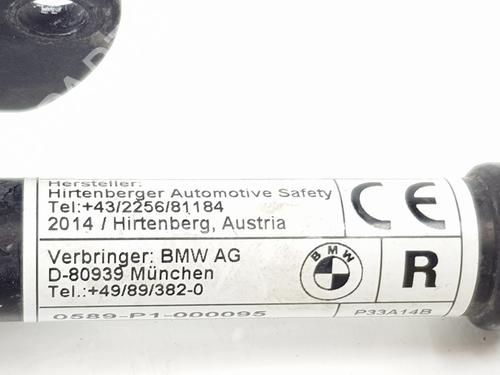 Hersteller:
Hirtenberger Automotive Safety
Tel:+43/2256/81184
2014 / Hirtenberg, Austria
CE
Verbringer: BMW AG
D-80939 München
Tel.:+49/89/382-0
BMW
R
0589-P1-000095
P33A14B